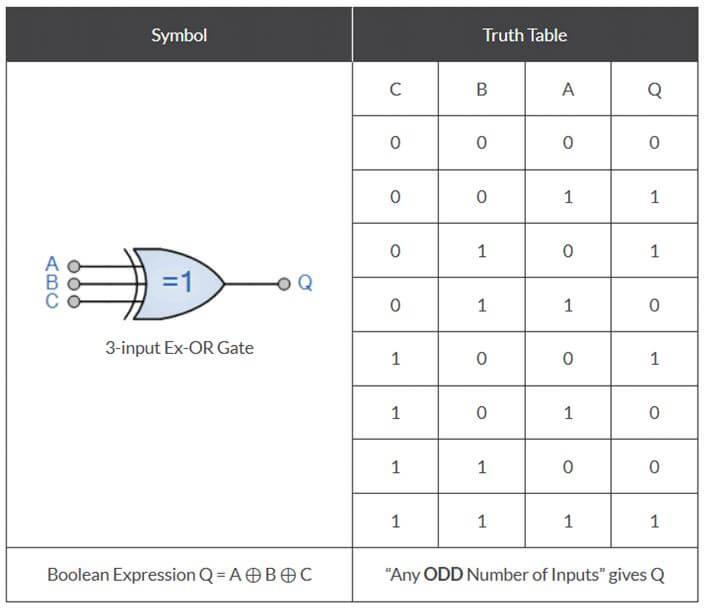 Symbol Truth Table
C B A Q
0 0 0 0
0 0 1 1
0 1 0 1
0 1 1 0
1 0 0 1
1 0 1 0
1 1 0 0
1 1 1 1
A
B
C
=1
Q
3-input Ex-OR Gate
Boolean Expression Q = A ⊕ B ⊕ C
“Any ODD Number of Inputs” gives Q